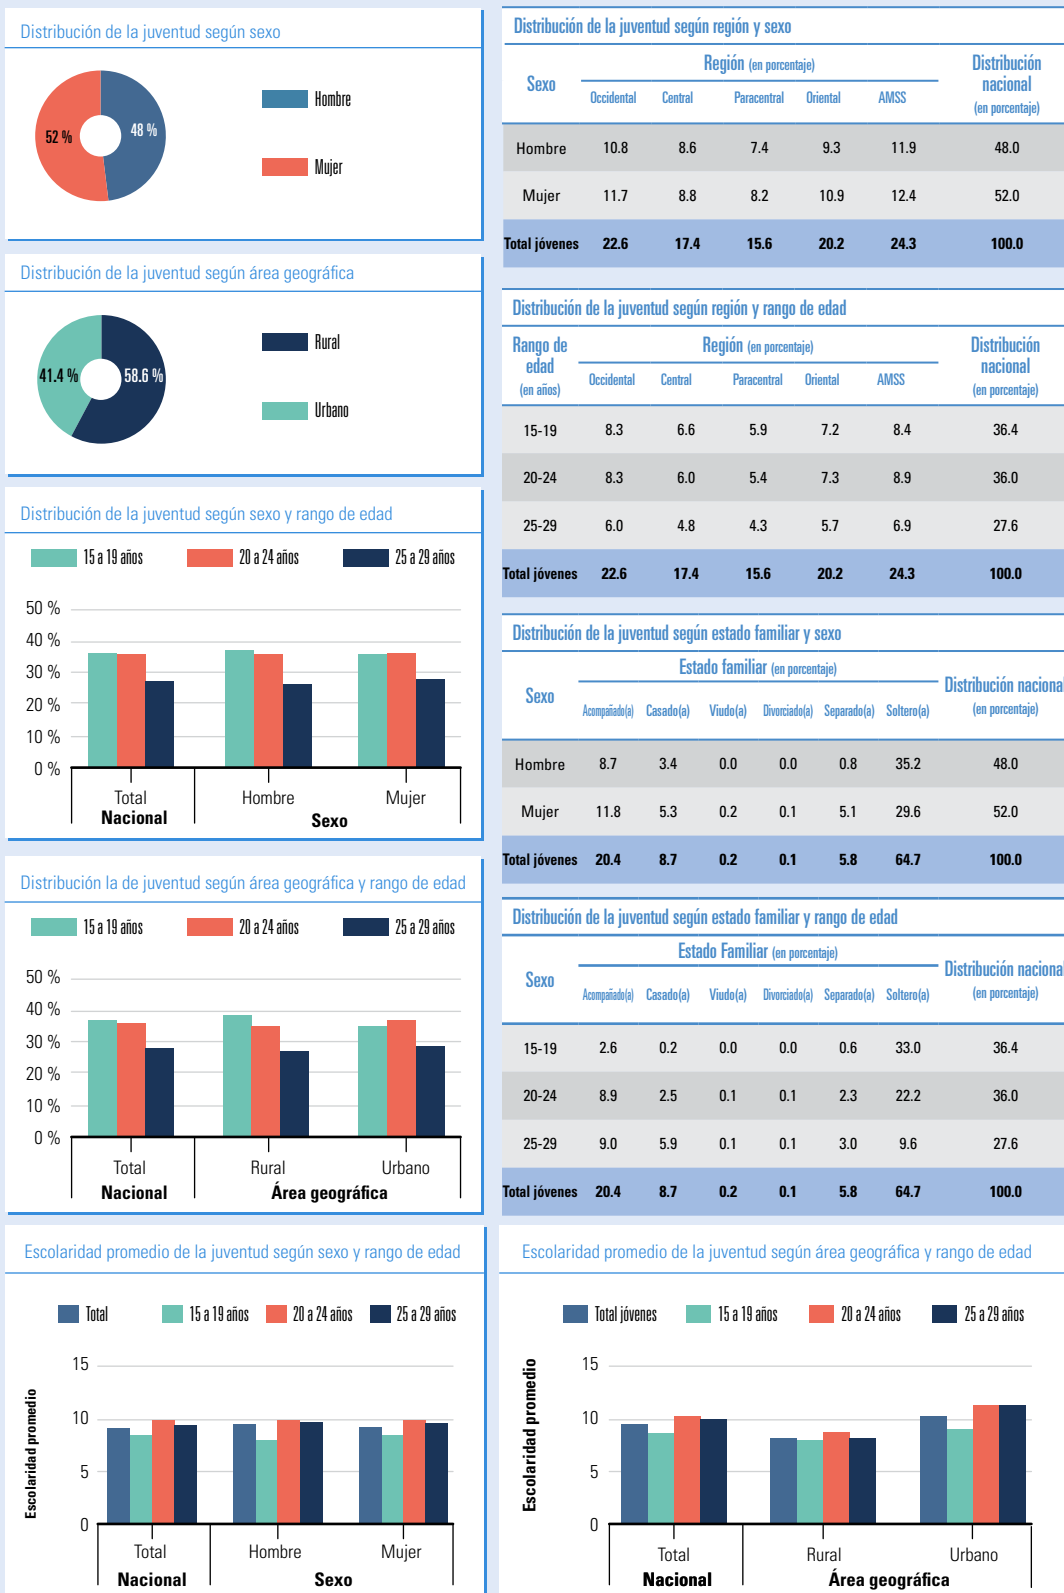 Distribución de la juventud según sexo
52 %
48 %
Hombre
Mujer
Distribución de la juventud según región y sexo
Sexo
Región (en porcentaje)
Distribución nacional (en porcentaje)
Occidental Central Paracentral Oriental AMSS
Hombre 10.8 8.6 7.4 9.3 11.9 48.0
Mujer 11.7 8.8 8.2 10.9 12.4 52.0
Total jóvenes 22.6 17.4 15.6 20.2 24.3 100.0
Distribución de la juventud según área geográfica
41.4 %
58.6 %
Rural
Urbano
Distribución de la juventud según región y rango de edad
Rango de edad (en años)
Región (en porcentaje)
Distribución nacional (en porcentaje)
Occidental Central Paracentral Oriental AMSS
15-19 8.3 6.6 5.9 7.2 8.4 36.4
20-24 8.3 6.0 5.4 7.3 8.9 36.0
25-29 6.0 4.8 4.3 5.7 6.9 27.6
Total jóvenes 22.6 17.4 15.6 20.2 24.3 100.0
Distribución de la juventud según sexo y rango de edad
15 a 19 años 20 a 24 años 25 a 29 años
50 %
40 %
30 %
20 %
10 %
0 %
Total Hombre Mujer
Nacional Sexo
Distribución de la juventud según estado familiar y sexo
Sexo
Estado familiar (en porcentaje)
Distribución nacional (en porcentaje)
Acompañado(a) Casado(a) Viudo(a) Divorciado(a) Separado(a) Soltero(a)
Hombre 8.7 3.4 0.0 0.0 0.8 35.2 48.0
Mujer 11.8 5.3 0.2 0.1 5.1 29.6 52.0
Total jóvenes 20.4 8.7 0.2 0.1 5.8 64.7 100.0
Distribución la de juventud según área geográfica y rango de edad
15 a 19 años 20 a 24 años 25 a 29 años
50 %
40 %
30 %
20 %
10 %
0 %
Total Rural Urbano
Nacional Área geográfica
Distribución de la juventud según estado familiar y rango de edad
Sexo
Estado Familiar (en porcentaje)
Distribución nacional (en porcentaje)
Acompañado(a) Casado(a) Viudo(a) Divorciado(a) Separado(a) Soltero(a)
15-19 2.6 0.2 0.0 0.0 0.6 33.0 36.4
20-24 8.9 2.5 0.1 0.1 2.3 22.2 36.0
25-29 9.0 5.9 0.1 0.1 3.0 9.6 27.6
Total jóvenes 20.4 8.7 0.2 0.1 5.8 64.7 100.0
Escolaridad promedio de la juventud según sexo y rango de edad
Total 15 a 19 años 20 a 24 años 25 a 29 años
Escolaridad promedio
15
10
5
0
Total Hombre Mujer
Nacional Sexo
Escolaridad promedio de la juventud según área geográfica y rango de edad
Total jóvenes 15 a 19 años 20 a 24 años 25 a 29 años
Escolaridad promedio
15
10
5
0
Total Rural Urbano
Nacional Área geográfica